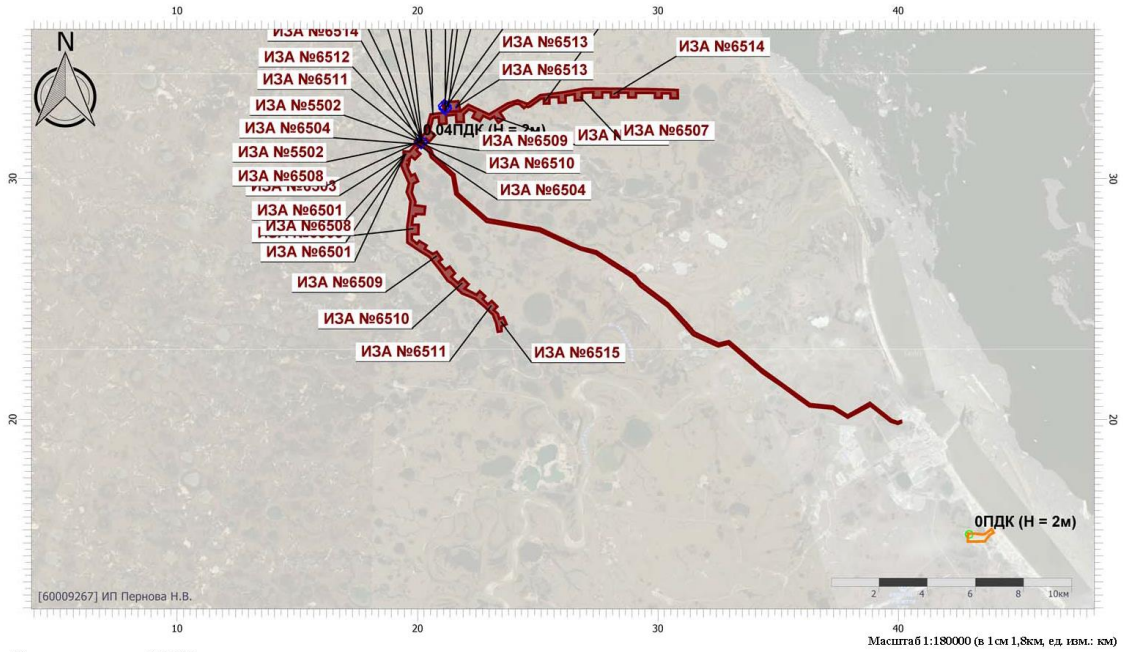 10 20 30 40
N
ИЗА №6514
ИЗА №6513
ИЗА №6514
ИЗА №6512
ИЗА №6513
ИЗА №6511
ИЗА №5502
ИЗА №6504
0,04ПДК (H = 2м)
ИЗА №6509
ИЗА №6507
ИЗА №5502
ИЗА №6510
ИЗА №6508
30 30
ИЗА №6504
ИЗА №6501
ИЗА №6508
ИЗА №6501
ИЗА №6509
ИЗА №6510
ИЗА №6511
ИЗА №6515
20 20
0ПДК (H = 2м)
2 4 6 8 10км
[60009267] ИП Пернова Н.В.
10 20 30 40
Масштаб 1:180000 (в 1см 1,8км, ед. изм.: км)